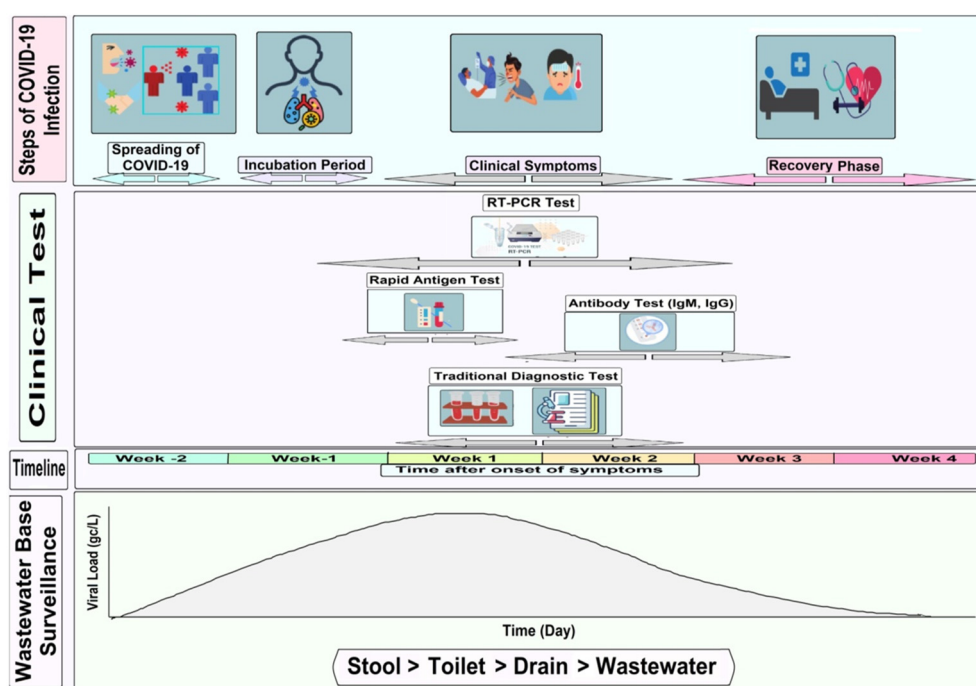 Steps of COVID-19
Infection
Spreading of
COVID-19
Incubation Period
Clinical Symptoms
Recovery Phase
Clinical Test
RT-PCR Test
COVID-19 TEST
RT-PCR
Rapid Antigen Test
Antibody Test (IgM, IgG)
Traditional Diagnostic Test
Timeline
Week -2
Week-1
Week 1
Week 2
Week 3
Week 4
Time after onset of symptoms
Wastewater Base
Surveillance
Viral Load (gc/L)
Time (Day)
Stool > Toilet > Drain > Wastewater